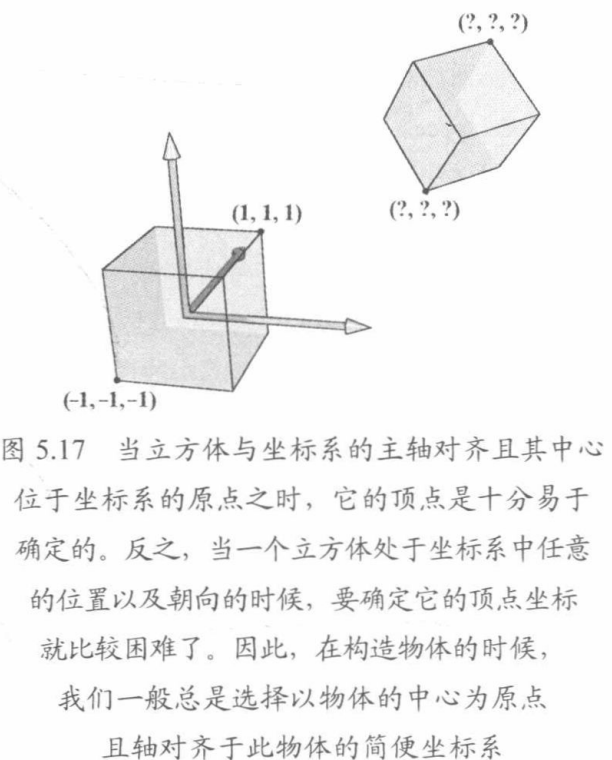 (?, ?, ?)
(1, 1, 1)
(?, ?, ?)
(-1, -1, -1)
图 5.17 当立方体与坐标系的主轴对齐且其中心
位于坐标系的原点之时，它的顶点是十分易于
确定的。反之，当一个立方体处于坐标系中任意
的位置以及朝向的时候，要确定它的顶点坐标
就比较困难了。因此，在构造物体的时候，
我们一般总是选择以物体的中心为原点
且轴对齐于此物体的简便坐标系